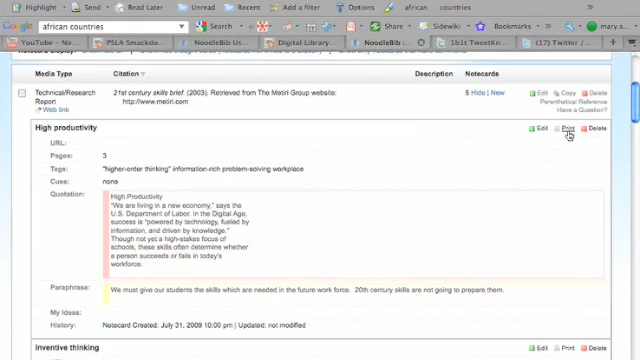 Highlight Send Read Later Unread Recent Add a filter Options african countries
Google african countries Search Share Sidewiki Bookmarks mary.s
YouTube – No... PSLA Smackdo... NoodleBib Us... Digital Library... NoodleBib... 1b1t TweetKn... (17) Twitter /
Media Type Citation Description Notecards
Technical/Research Report
21st century skills brief. (2003). Retrieved from The Metiri Group website:
http://www.metiri.com
5 Hide | New
Edit Copy Delete
Parenthetical Reference
Have a Question?
Web link
High productivity Edit Print Delete
URL:
Pages: 3
Tags: "higher-order thinking" information-rich problem-solving workplace
Cues: none
Quotation: High Productivity
"We are living in a new economy," says the
U.S. Department of Labor. In the Digital Age,
success is "powered by technology, fueled by
information, and driven by knowledge."
Though not yet a high-stakes focus of
schools, these skills often determine whether
a person succeeds or fails in today's
workforce.
Paraphrase: We must give our students the skills which are needed in the future work force. 20th century skills are not going to prepare them.
My ideas:
History: Notecard Created: July 31, 2009 10:00 pm | Updated: not modified
Inventive thinking Edit Print Delete